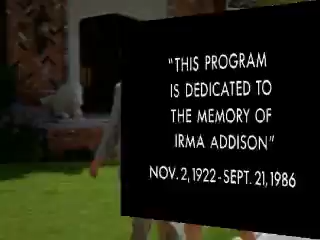 "THIS PROGRAM
IS DEDICATED TO
THE MEMORY OF
IRMA ADDISON"
NOV. 2, 1922 - SEPT. 21, 1986